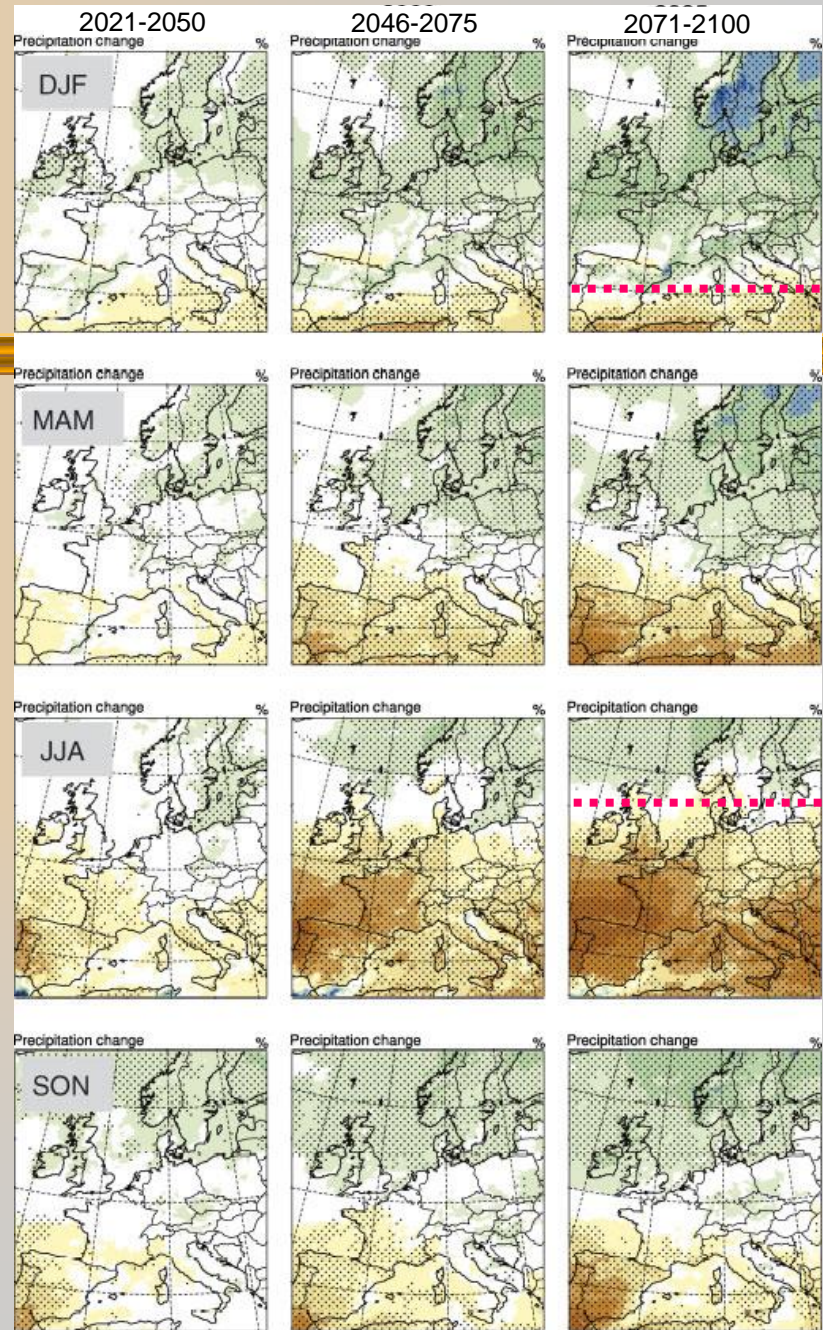 2021-2050 2046-2075 2071-2100
Precipitation change % Precipitation change % Precipitation change %
DJF
Precipitation change % Precipitation change % Precipitation change %
MAM
Precipitation change % Precipitation change % Precipitation change %
JJA
Precipitation change % Precipitation change % Precipitation change %
SON